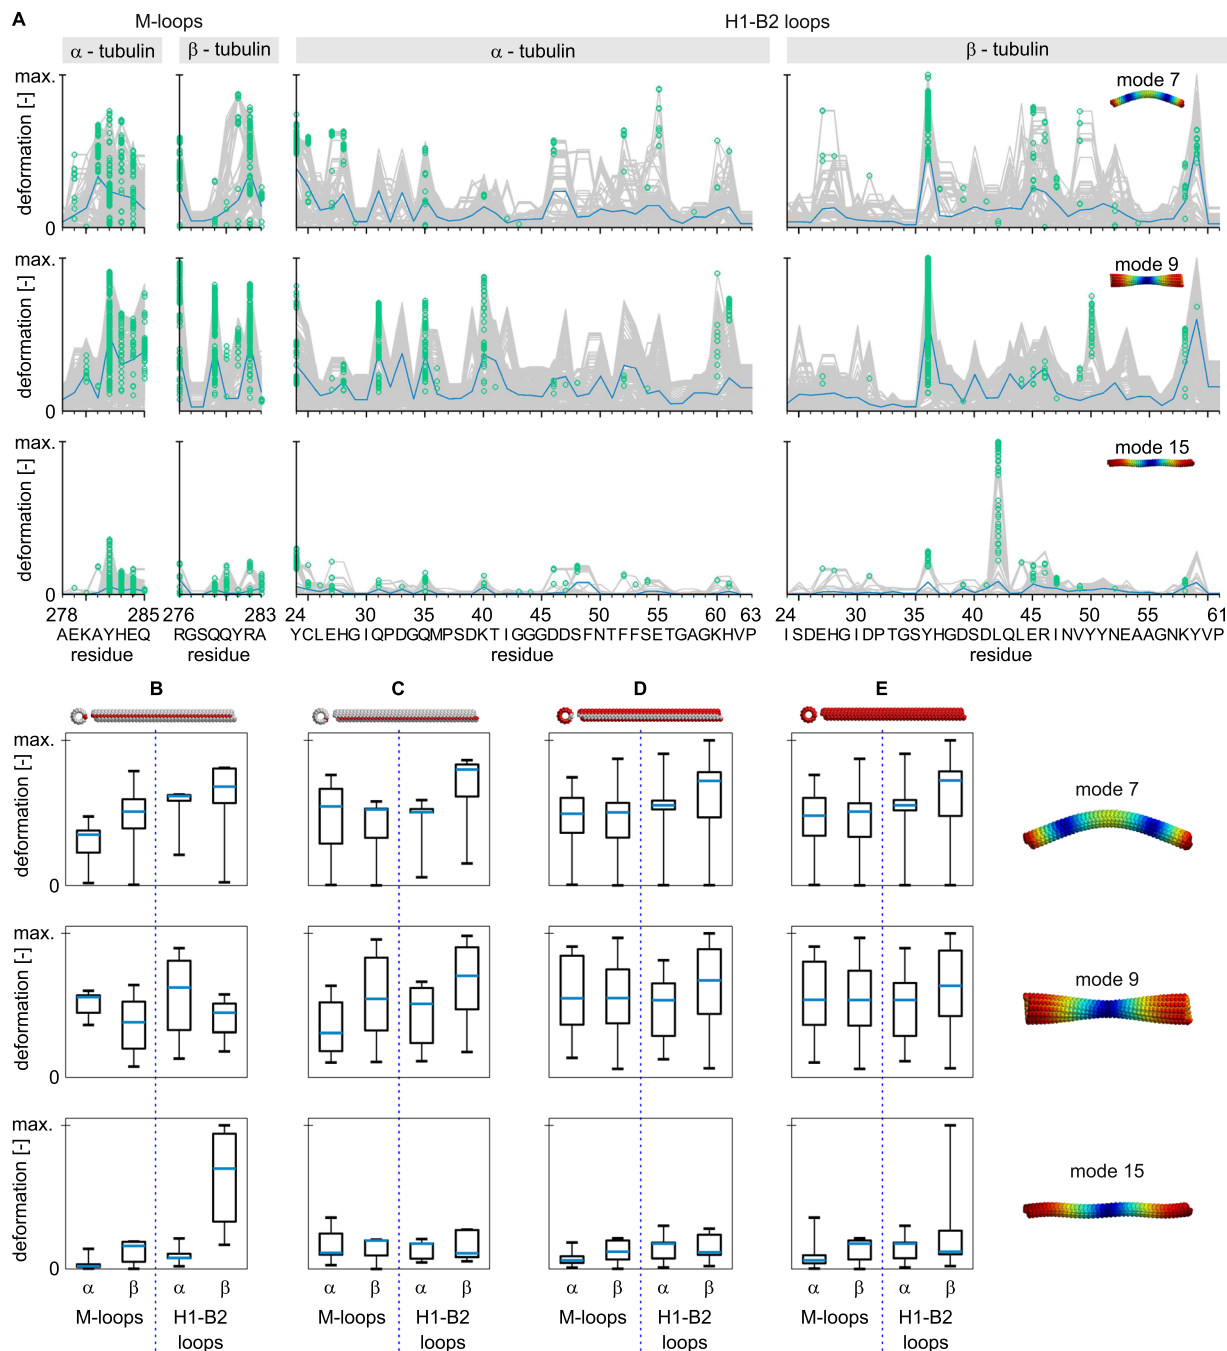 A
M-loops
H1-B2 loops
α - tubulin
β - tubulin
α - tubulin
β - tubulin
max.
deformation [-]
0
mode 7
deformation [-]
0
mode 9
max.
deformation [-]
0
mode 15
278 285 276 283 24 30 35 40 45 50 55 60 63 24 30 35 40 45 50 55 61
AEKAYHEQ RGSQQYRA YCLEHGIQPDGQMPSDKTIGGGDDSFNTFFSETGAGKHVP ISDEHGIDPTGSYHGDSDLQLERINVYYNEAAGNKYVP
residue residue residue residue
B C D E
max.
deformation [-]
0
mode 7
max.
deformation [-]
0
mode 9
max.
deformation [-]
0
mode 15
α β α β α β α β α β α β α β α β
M-loops H1-B2 loops M-loops H1-B2 loops M-loops H1-B2 loops M-loops H1-B2 loops